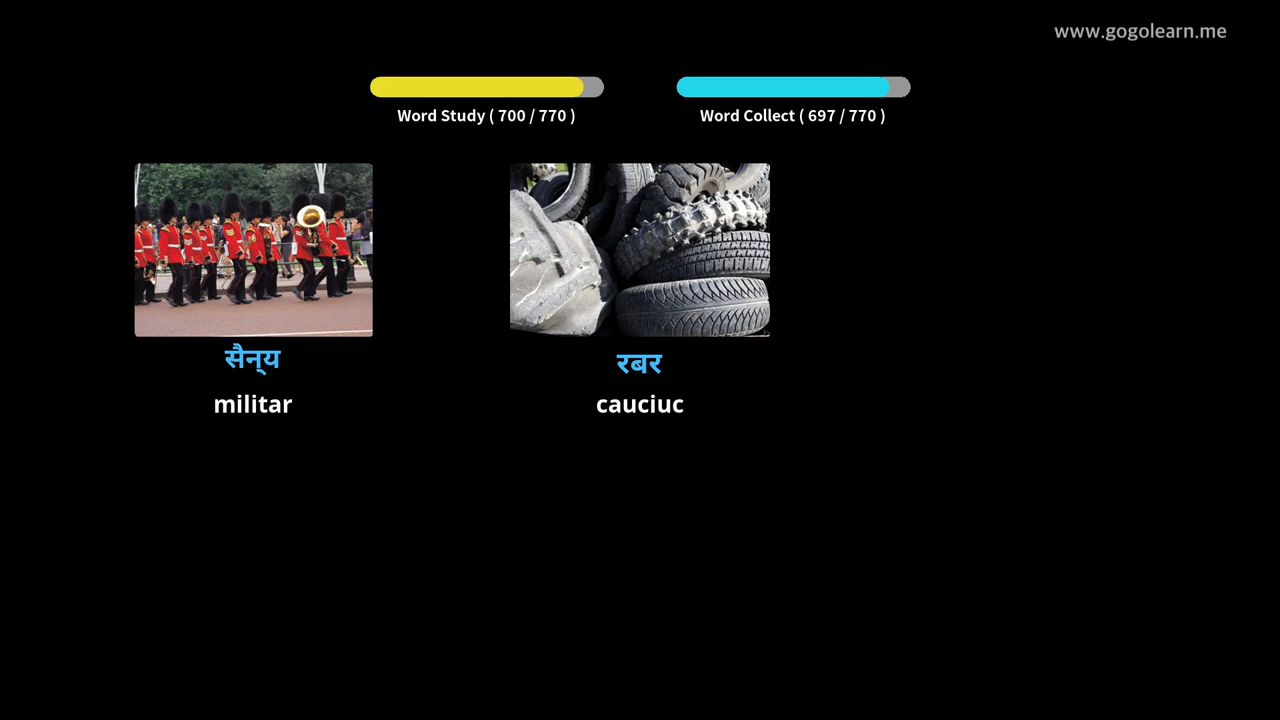 www.gogolearn.me
Word Study ( 700 / 770 )
Word Collect ( 697 / 770 )
सैन्‍य
militar
रबर
cauciuc